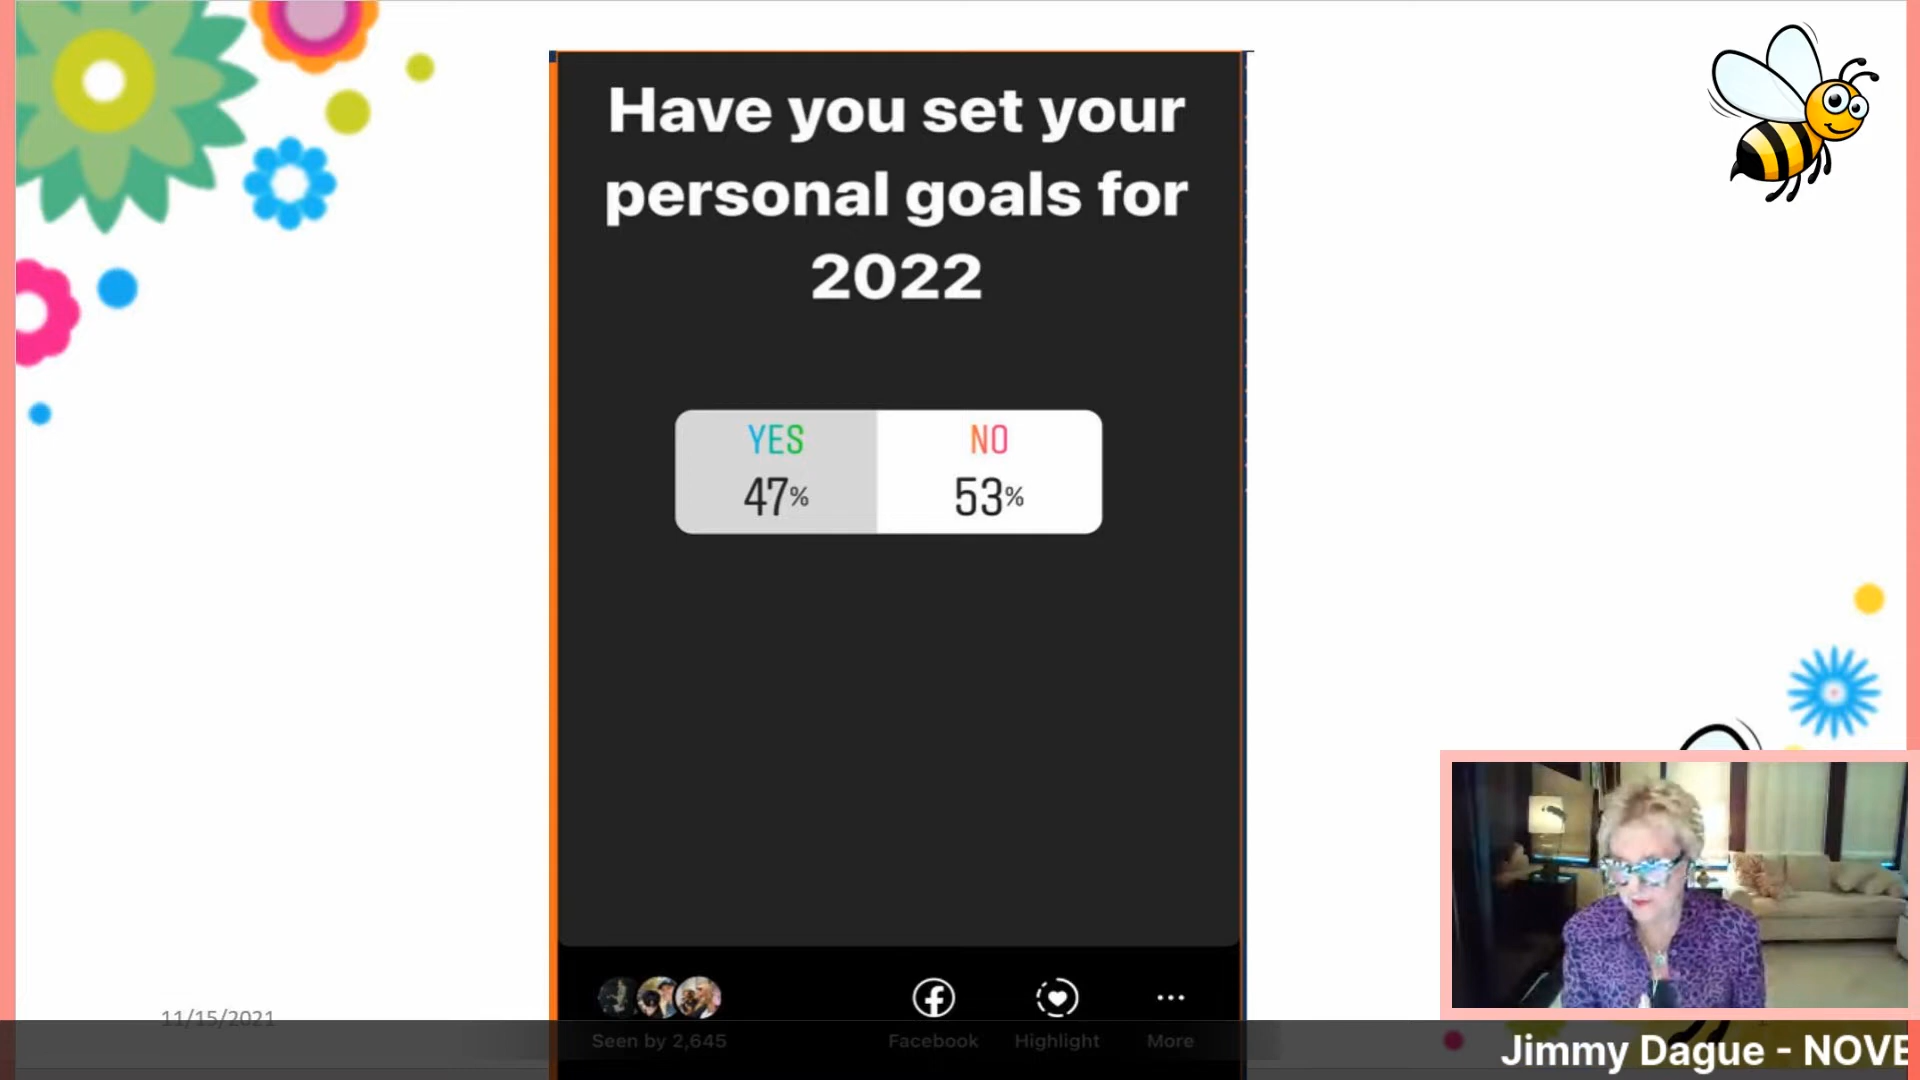 Have you set your
personal goals for
2022
YES
NO
47%
53%
11/15/2021
Seen by 2,645
Facebook
Highlight
More
Jimmy Dague - NOVE